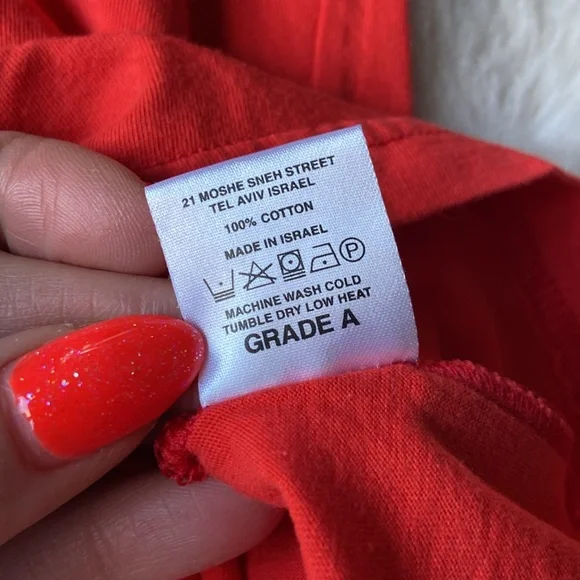 21 MOSHE SNEH STREET
TEL AVIV ISRAEL
100% COTTON
MADE IN ISRAEL
P
MACHINE WASH COLD
TUMBLE DRY LOW HEAT
GRADE A